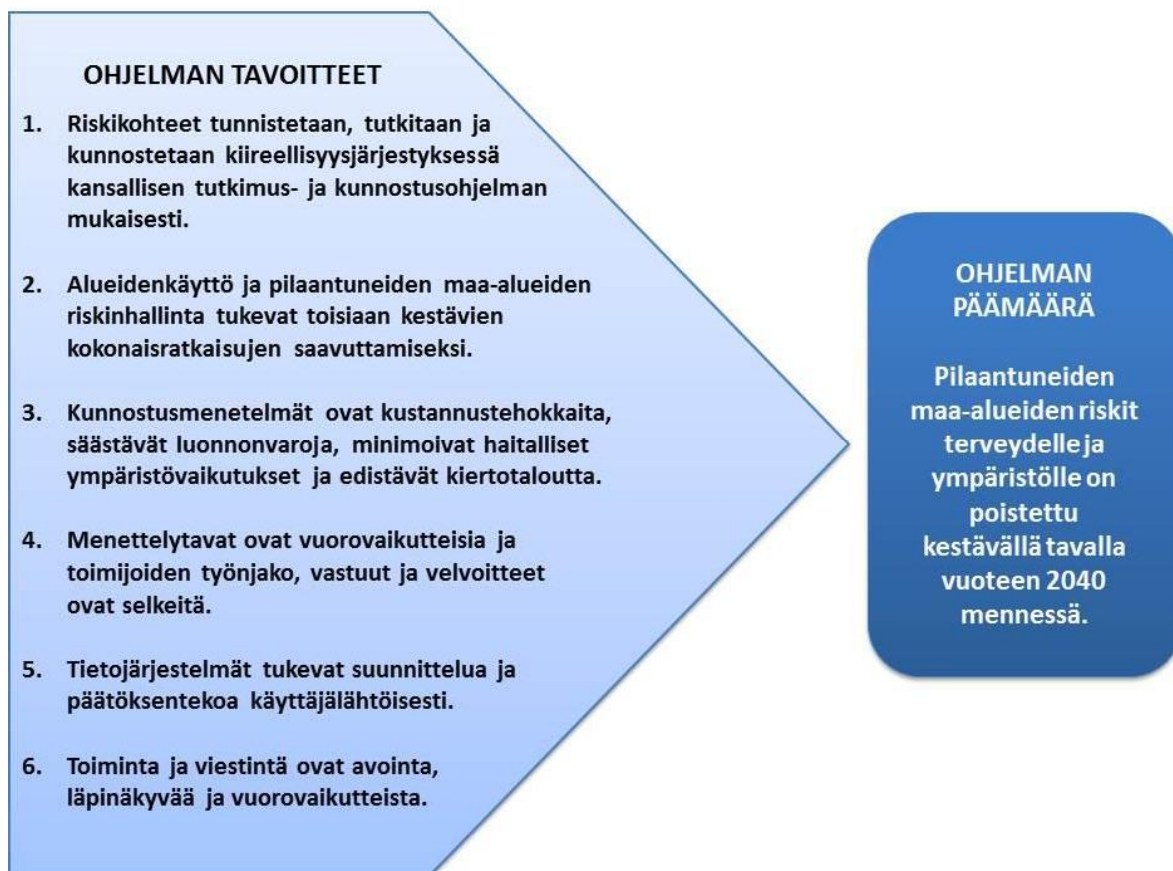 OHJELMAN TAVOITTEET
1. Riskikohteet tunnistetaan, tutkitaan ja
kunnostetaan kiireellisyysjärjestyksessä
kansallisen tutkimus- ja kunnostusohjelman
mukaisesti.
2. Alueidenkäyttö ja pilaantuneiden maa-alueiden
riskinhallinta tukevat toisiaan kestävien
kokonaisratkaisujen saavuttamiseksi.
3. Kunnostusmenetelmät ovat kustannustehokkaita,
säästävät luonnonvaroja, minimoivat haitalliset
ympäristövaikutukset ja edistävät kiertotaloutta.
4. Menettelytavat ovat vuorovaikutteisia ja
toimijoiden työnjako, vastuut ja velvoitteet
ovat selkeitä.
5. Tietojärjestelmät tukevat suunnittelua ja
päätöksentekoa käyttäjälähtöisesti.
6. Toiminta ja viestintä ovat avointa,
läpinäkyvää ja vuorovaikutteista.
OHJELMAN
PÄÄMÄÄRÄ
Pilaantuneiden
maa-alueiden riskit
terveydelle ja
ympäristölle on
poistettu
kestävällä tavalla
vuoteen 2040
mennessä.